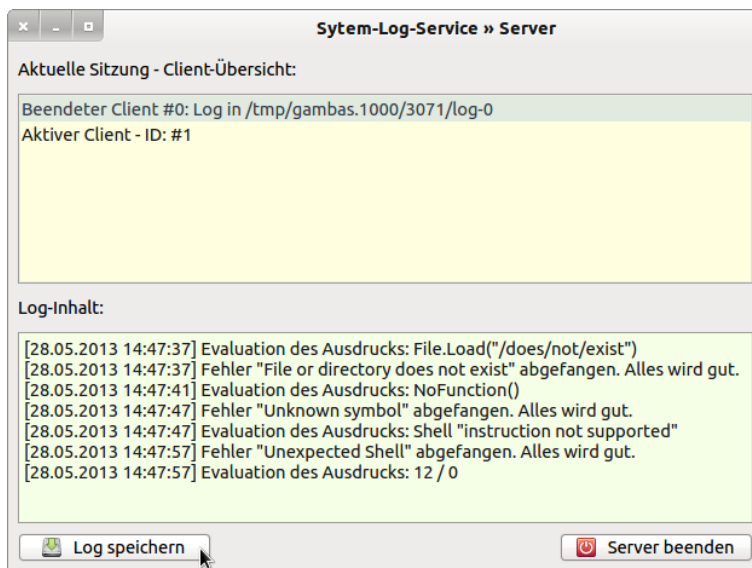 Sytem-Log-Service » Server
Aktuelle Sitzung - Client-Übersicht:
Beendeter Client #0: Log in /tmp/gambas.1000/3071/log-0
Aktiver Client - ID: #1
Log-Inhalt:
[28.05.2013 14:47:37] Evaluation des Ausdrucks: File.Load("/does/not/exist")
[28.05.2013 14:47:37] Fehler "File or directory does not exist" abgefangen. Alles wird gut.
[28.05.2013 14:47:41] Evaluation des Ausdrucks: NoFunction()
[28.05.2013 14:47:47] Fehler "Unknown symbol" abgefangen. Alles wird gut.
[28.05.2013 14:47:47] Evaluation des Ausdrucks: Shell "instruction not supported"
[28.05.2013 14:47:57] Fehler "Unexpected Shell" abgefangen. Alles wird gut.
[28.05.2013 14:47:57] Evaluation des Ausdrucks: 12 / 0
Log speichern
Server beenden